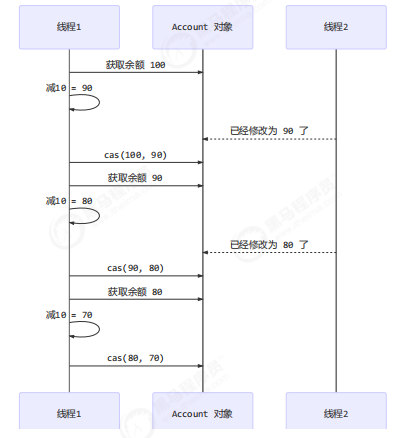 线程1 Account 对象 线程2
获取余额 100
减10 = 90
已经修改为 90 了
cas(100, 90)
获取余额 90
减10 = 80
已经修改为 80 了
cas(90, 80)
获取余额 80
减10 = 70
cas(80, 70)
线程1 Account 对象 线程2